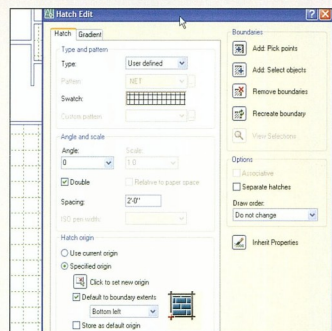 Hatch Edit
Hatch Gradient
Type and pattern
Type: User defined
Pattern: NET
Swatch:
Custom pattern:
Angle and scale
Angle: Scale:
0 1.0
Double Relative to paper space
Spacing: 2'-0"
ISO pen width:
Hatch origin
Use current origin
Specified origin
Click to set new origin
Default to boundary extents
Bottom left
Store as default origin
Boundaries
Add: Pick points
Add: Select objects
Remove boundaries
Recreate boundary
View Selections
Options
Associative
Separate hatches
Draw order:
Do not change
Inherit Properties